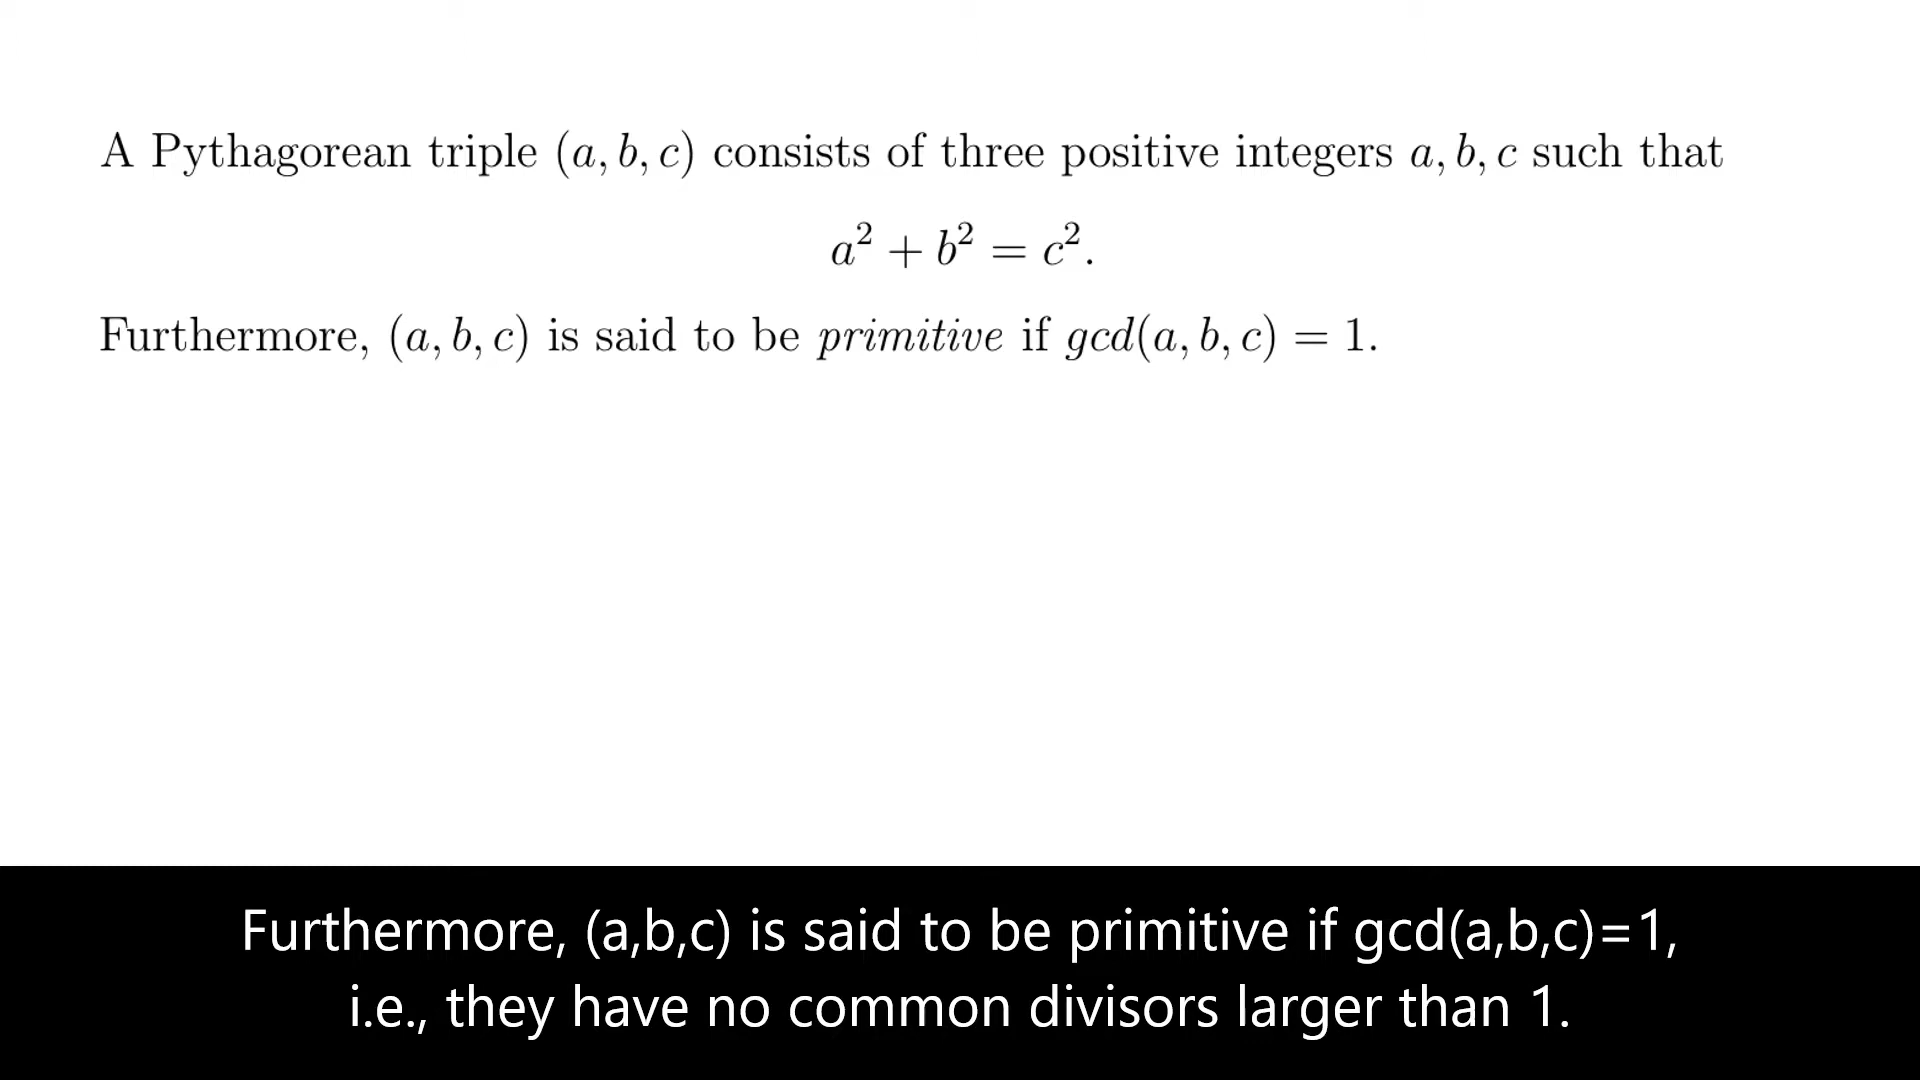 A Pythagorean triple (a, b, c) consists of three positive integers a, b, c such that
a² + b² = c².
Furthermore, (a, b, c) is said to be primitive if gcd(a, b, c) = 1.
Furthermore, (a,b,c) is said to be primitive if gcd(a,b,c)=1,
i.e., they have no common divisors larger than 1.